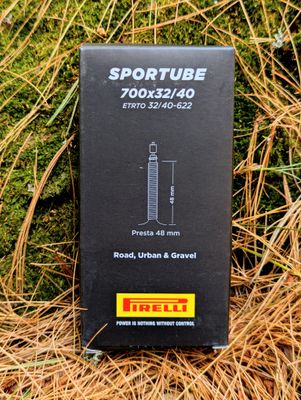 SPORTUBE
700x32/40
ETRTO 32/40-622
48 mm
Presta 48 mm
Road, Urban & Gravel
PIRELLI
POWER IS NOTHING WITHOUT CONTROL